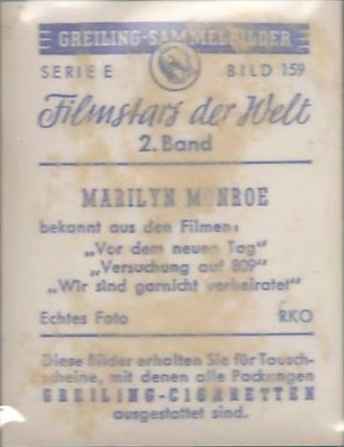 GREILING-SAMMELBILDER
SERIE E BILD 159
Filmstars der Welt
2. Band
MARILYN MONROE
bekannt aus den Filmen:
„Vor dem neuen Tag“
„Versuchung auf 809“
„Wir sind garnicht verheiratet“
Echtes Foto RKO
Diese Bilder erhalten Sie für Tausch-
scheine, mit denen alle Packungen
GREILING-CIGARETTEN
ausgestattet sind.